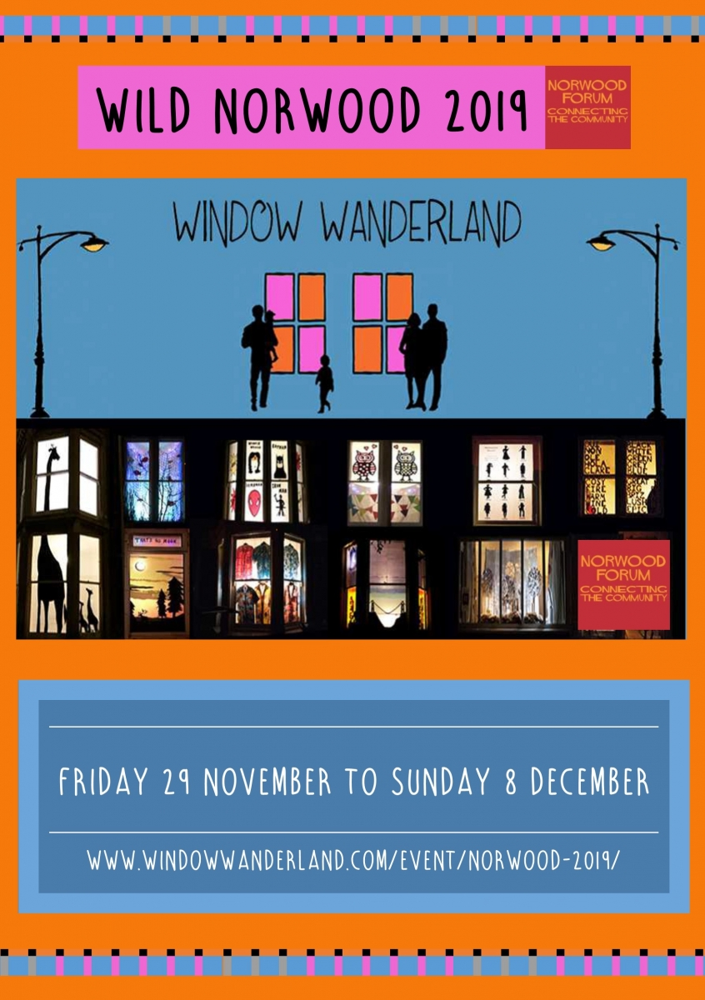 WILD NORWOOD 2019
NORWOOD
FORUM
CONNECTING
THE COMMUNITY
WINDOW WANDERLAND
NORWOOD
FORUM
CONNECTING
THE COMMUNITY
FRIDAY 29 NOVEMBER TO SUNDAY 8 DECEMBER
WWW.WINDOWWANDERLAND.COM/EVENT/NORWOOD-2019/